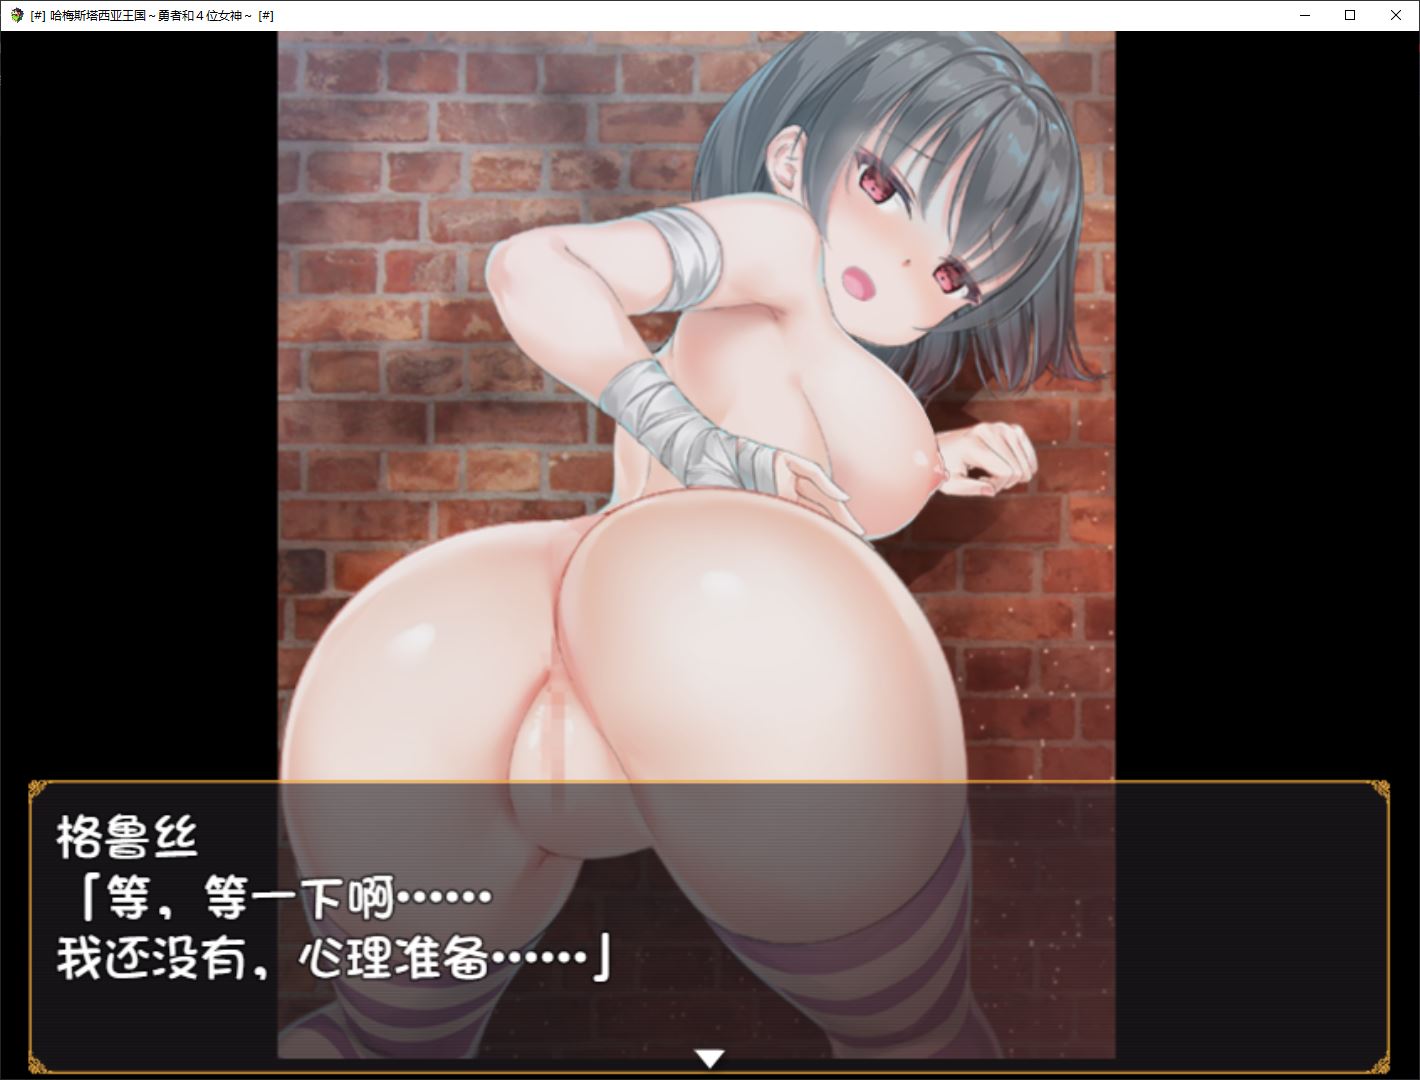 [#] 哈梅斯塔西亚王国～勇者和４位女神～ [#]
格鲁丝
「等，等一下啊……
我还没有，心理准备……」